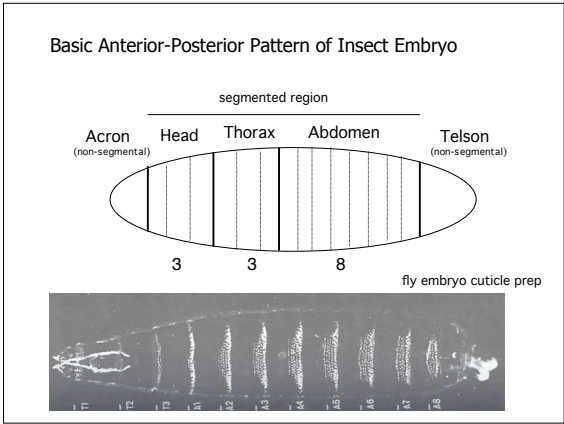 Basic Anterior-Posterior Pattern of Insect Embryo
segmented region
Acron Head Thorax Abdomen Telson
(non-segmental) (non-segmental)
3 3 8
fly embryo cuticle prep
T1 T2 T3 A1 A2 A3 A4 A5 A6 A7 A8